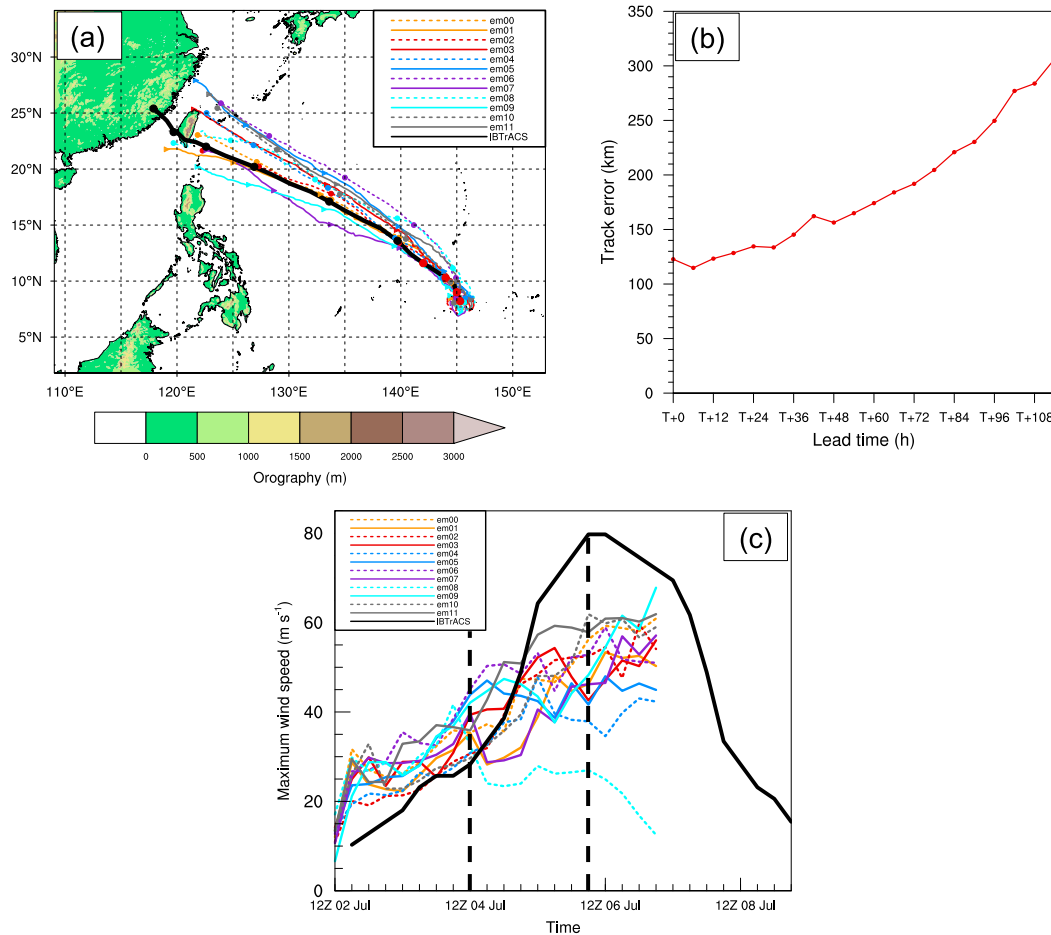 (a)
em00
em01
em02
em03
em04
em05
em06
em07
em08
em09
em10
em11
IBTrACS
30°N
25°N
20°N
15°N
10°N
5°N
110°E 120°E 130°E 140°E 150°E
0 500 1000 1500 2000 2500 3000
Orography (m)
(b)
350
300
250
200
150
100
50
0
Track error (km)
T+0 T+12 T+24 T+36 T+48 T+60 T+72 T+84 T+96 T+108
Lead time (h)
(c)
em00
em01
em02
em03
em04
em05
em06
em07
em08
em09
em10
em11
IBTrACS
80
60
40
20
0
Maximum wind speed (m s⁻¹)
12Z 02 Jul 12Z 04 Jul 12Z 06 Jul 12Z 08 Jul
Time